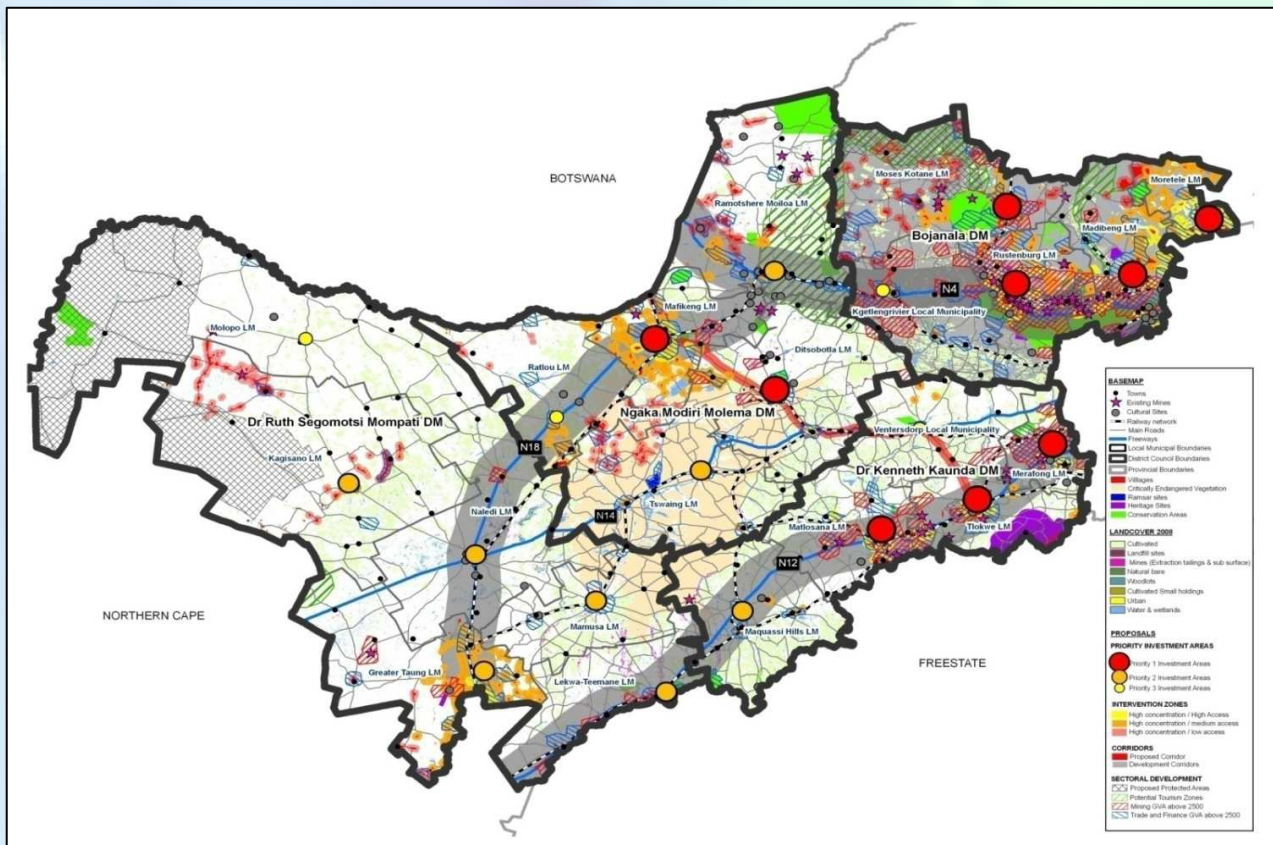 BOTSWANA
Moses Kotane LM
Moretele LM
Ramotshere Moiloa LM
Bojanala DM
Madibeng LM
Rustenburg LM
N4
Kgetlengrivier Local Municipality
Mafikeng LM
Molopo LM
Ratlou LM
Ditsobotla LM
Ngaka Modiri Molema DM
Dr Ruth Segomotsi Mompati DM
Ventersdorp Local Municipality
N18
Kagisano LM
Dr Kenneth Kaunda DM
Merafong LM
Naledi LM
Tswaing LM
N14
Matlosana LM
Tlokwe LM
N12
NORTHERN CAPE
Mamusa LM
Maquassi Hills LM
FREESTATE
Greater Taung LM
Lekwa-Teemane LM
BASEMAP
Towns
Existing Mines
Cultural Sites
Railway network
Main Roads
Freeways
Local Municipal Boundaries
District Council Boundaries
Provincial Boundaries
Villages
Critically Endangered Vegetation
Ramsar sites
Heritage Sites
Conservation Areas
LANDCOVER 2009
Cultivated
Landfill sites
Mines (Extraction tailings & sub surface)
Natural bare
Woodlots
Cultivated Small holdings
Urban
Water & wetlands
PROPOSALS
PRIORITY INVESTMENT AREAS
Priority 1 Investment Areas
Priority 2 Investment Areas
Priority 3 Investment Areas
INTERVENTION ZONES
High concentration / High Access
High concentration / medium access
High concentration / low access
CORRIDORS
Proposed Corridor
Development Corridors
SECTORAL DEVELOPMENT
Proposed Protected Areas
Potential Tourism Zones
Mining GVA above 2500
Trade and Finance GVA above 2500